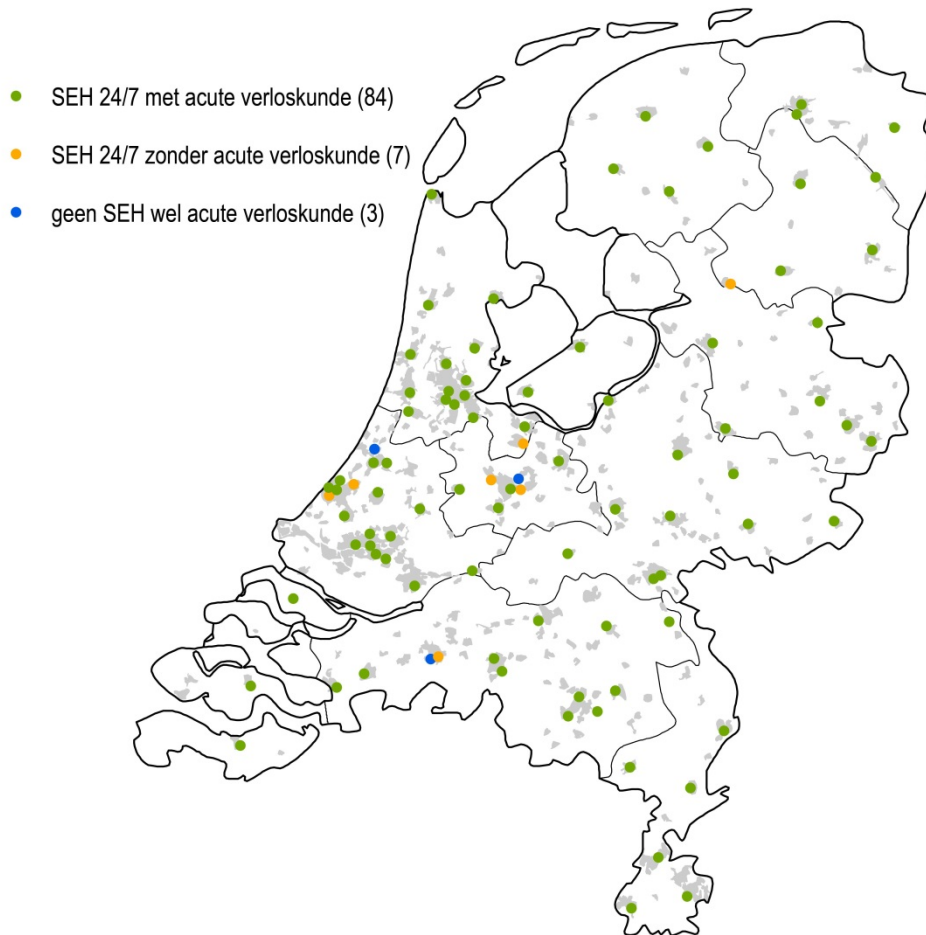 SEH 24/7 met acute verloskunde (84)
SEH 24/7 zonder acute verloskunde (7)
geen SEH wel acute verloskunde (3)